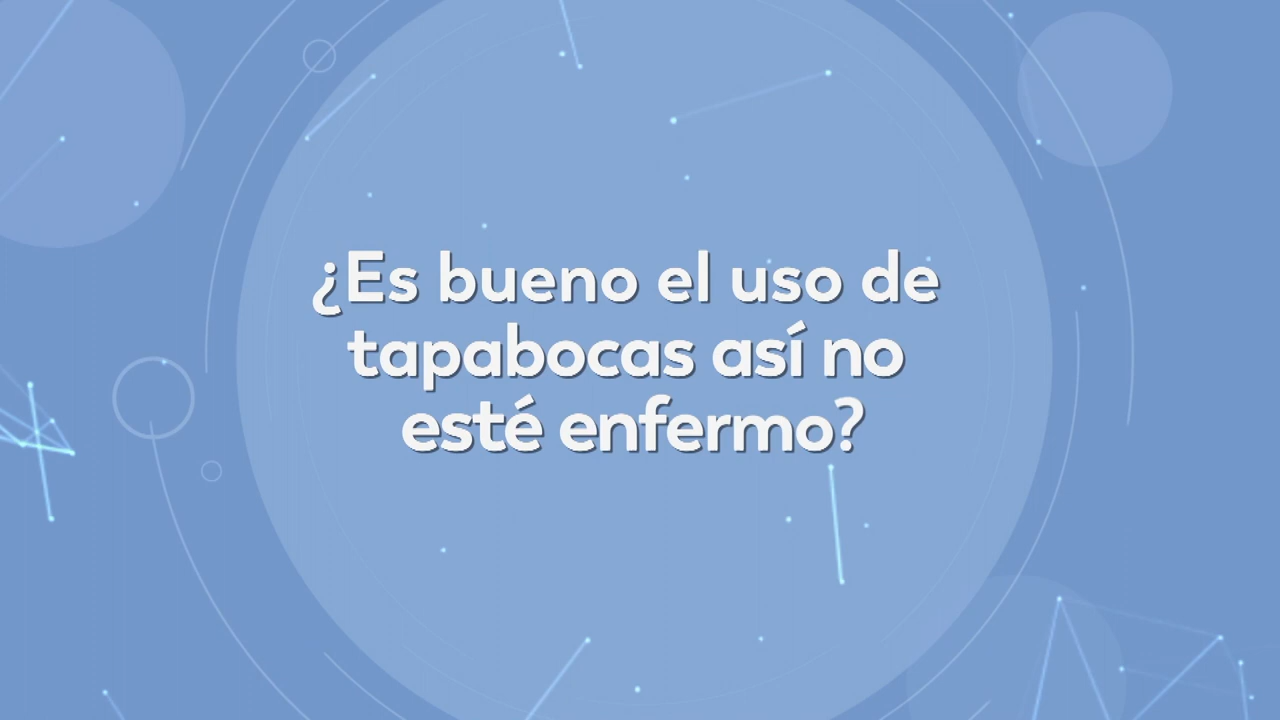 ¿Es bueno el uso de
tapabocas así no
esté enfermo?